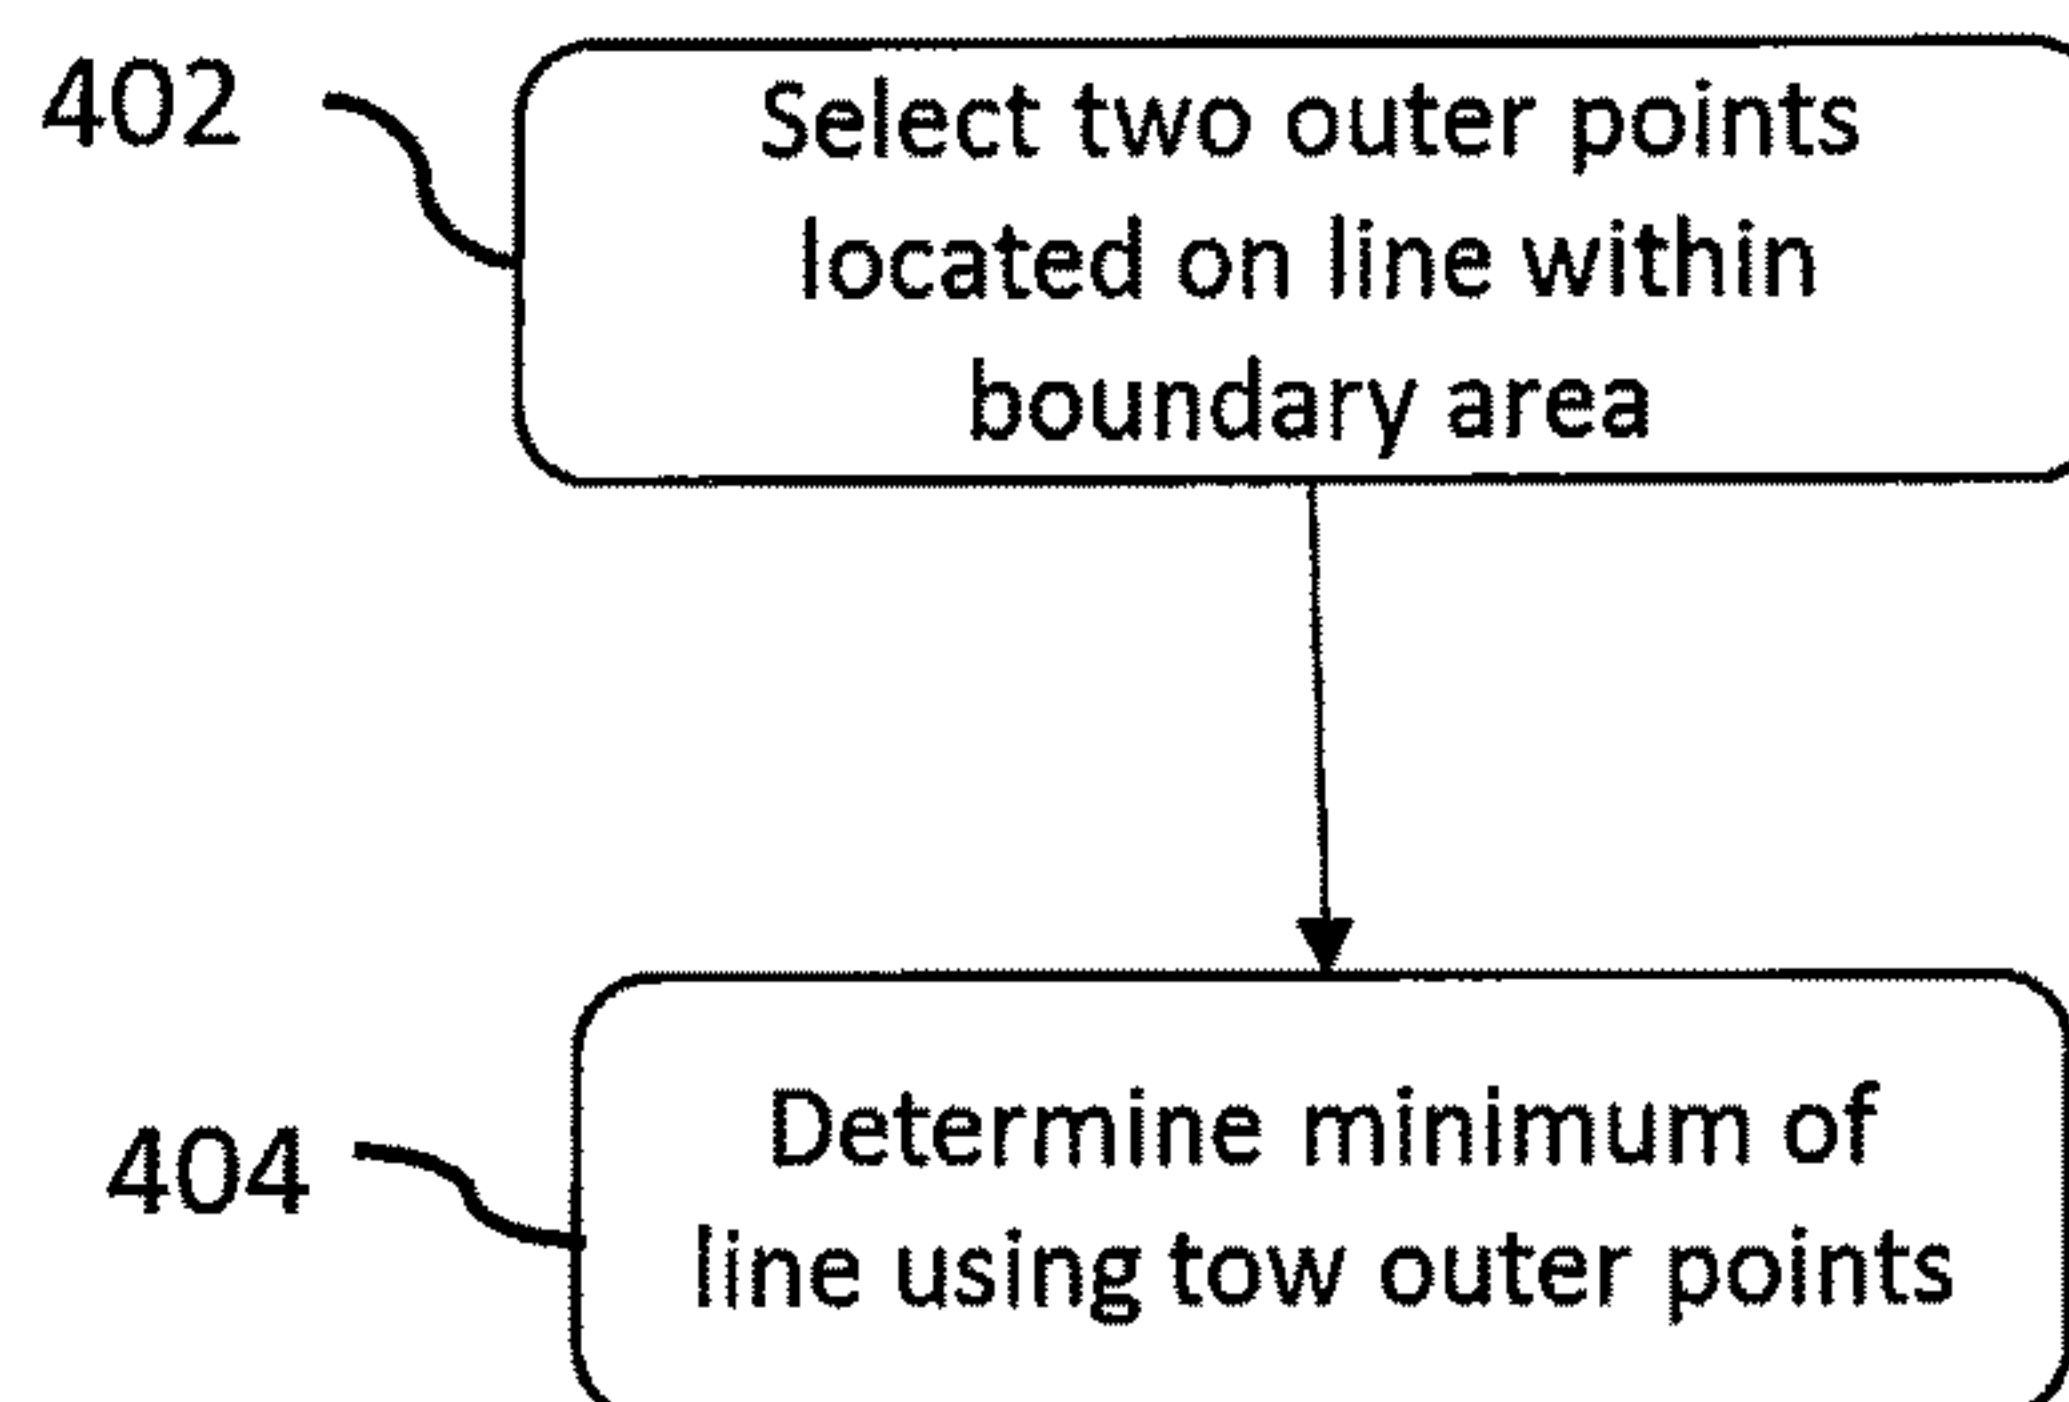 402
Select two outer points
located on line within
boundary area
404
Determine minimum of
line using tow outer points